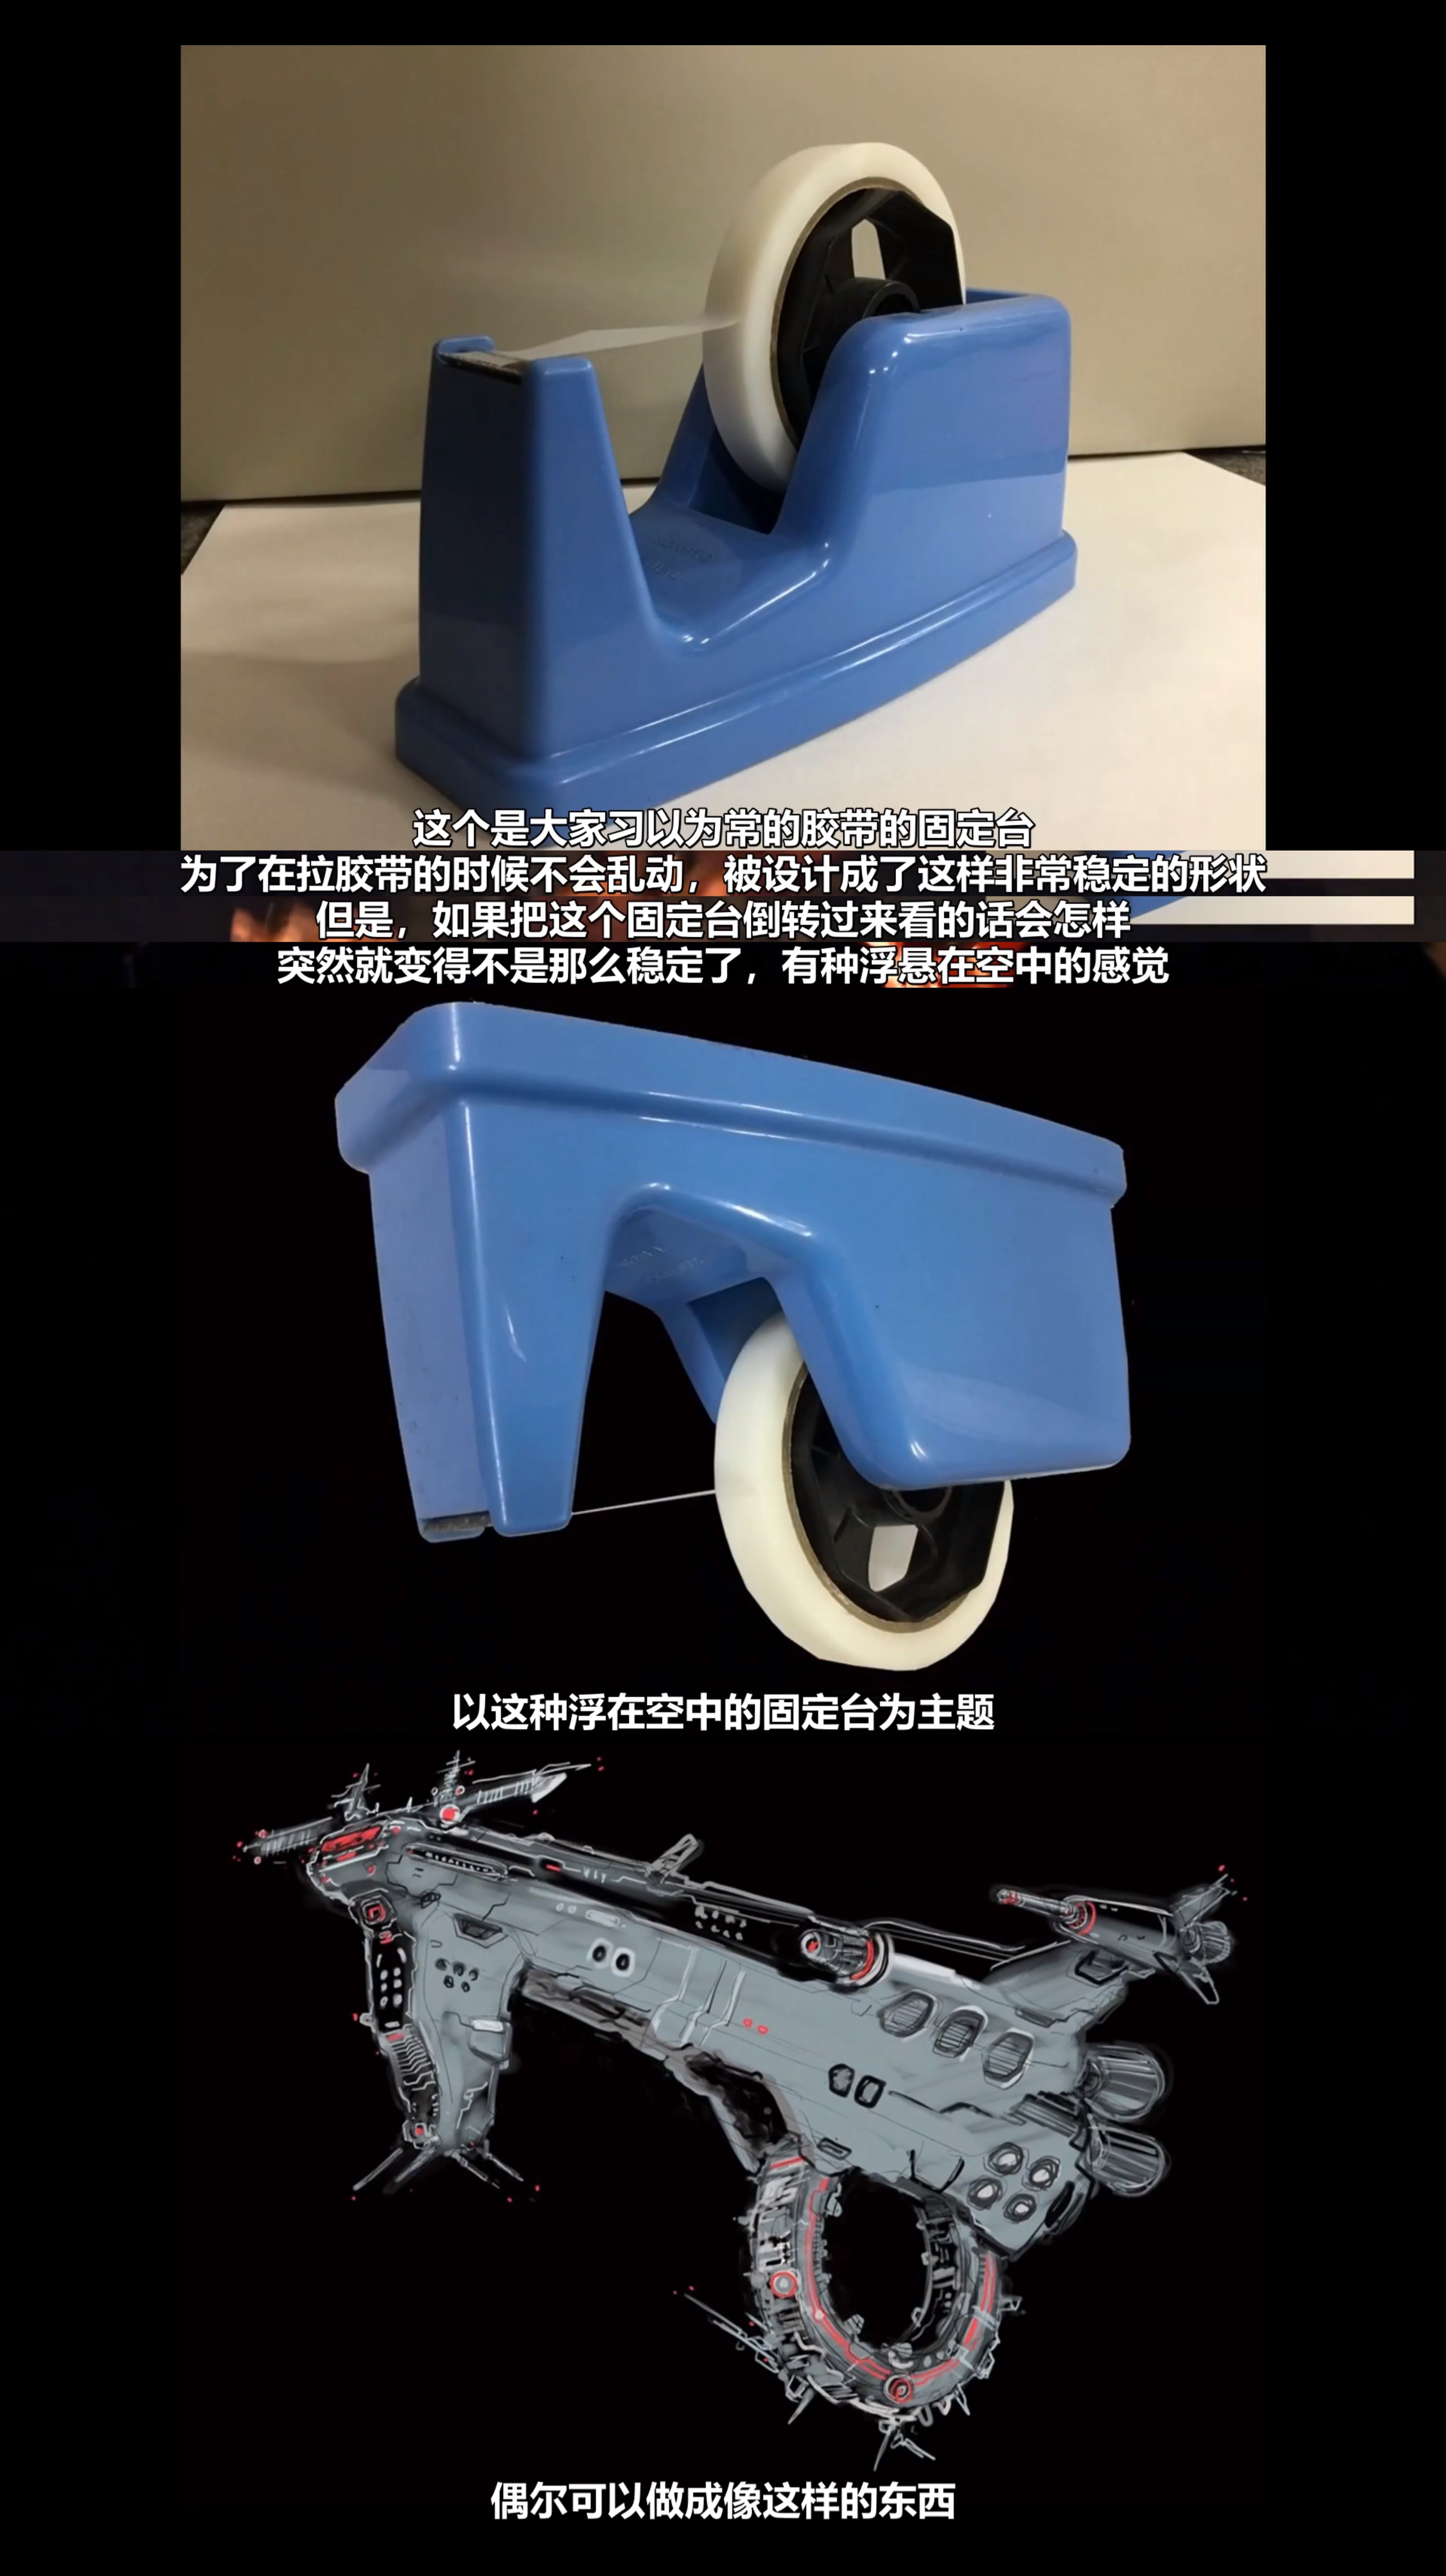 这个是大家习以为常的胶带的固定台
为了在拉胶带的时候不会乱动，被设计成了这样非常稳定的形状
但是，如果把这个固定台倒转过来看的话会怎样
突然就变得不是那么稳定了，有种浮悬在空中的感觉
以这种浮在空中的固定台为主题
偶尔可以做成像这样的东西